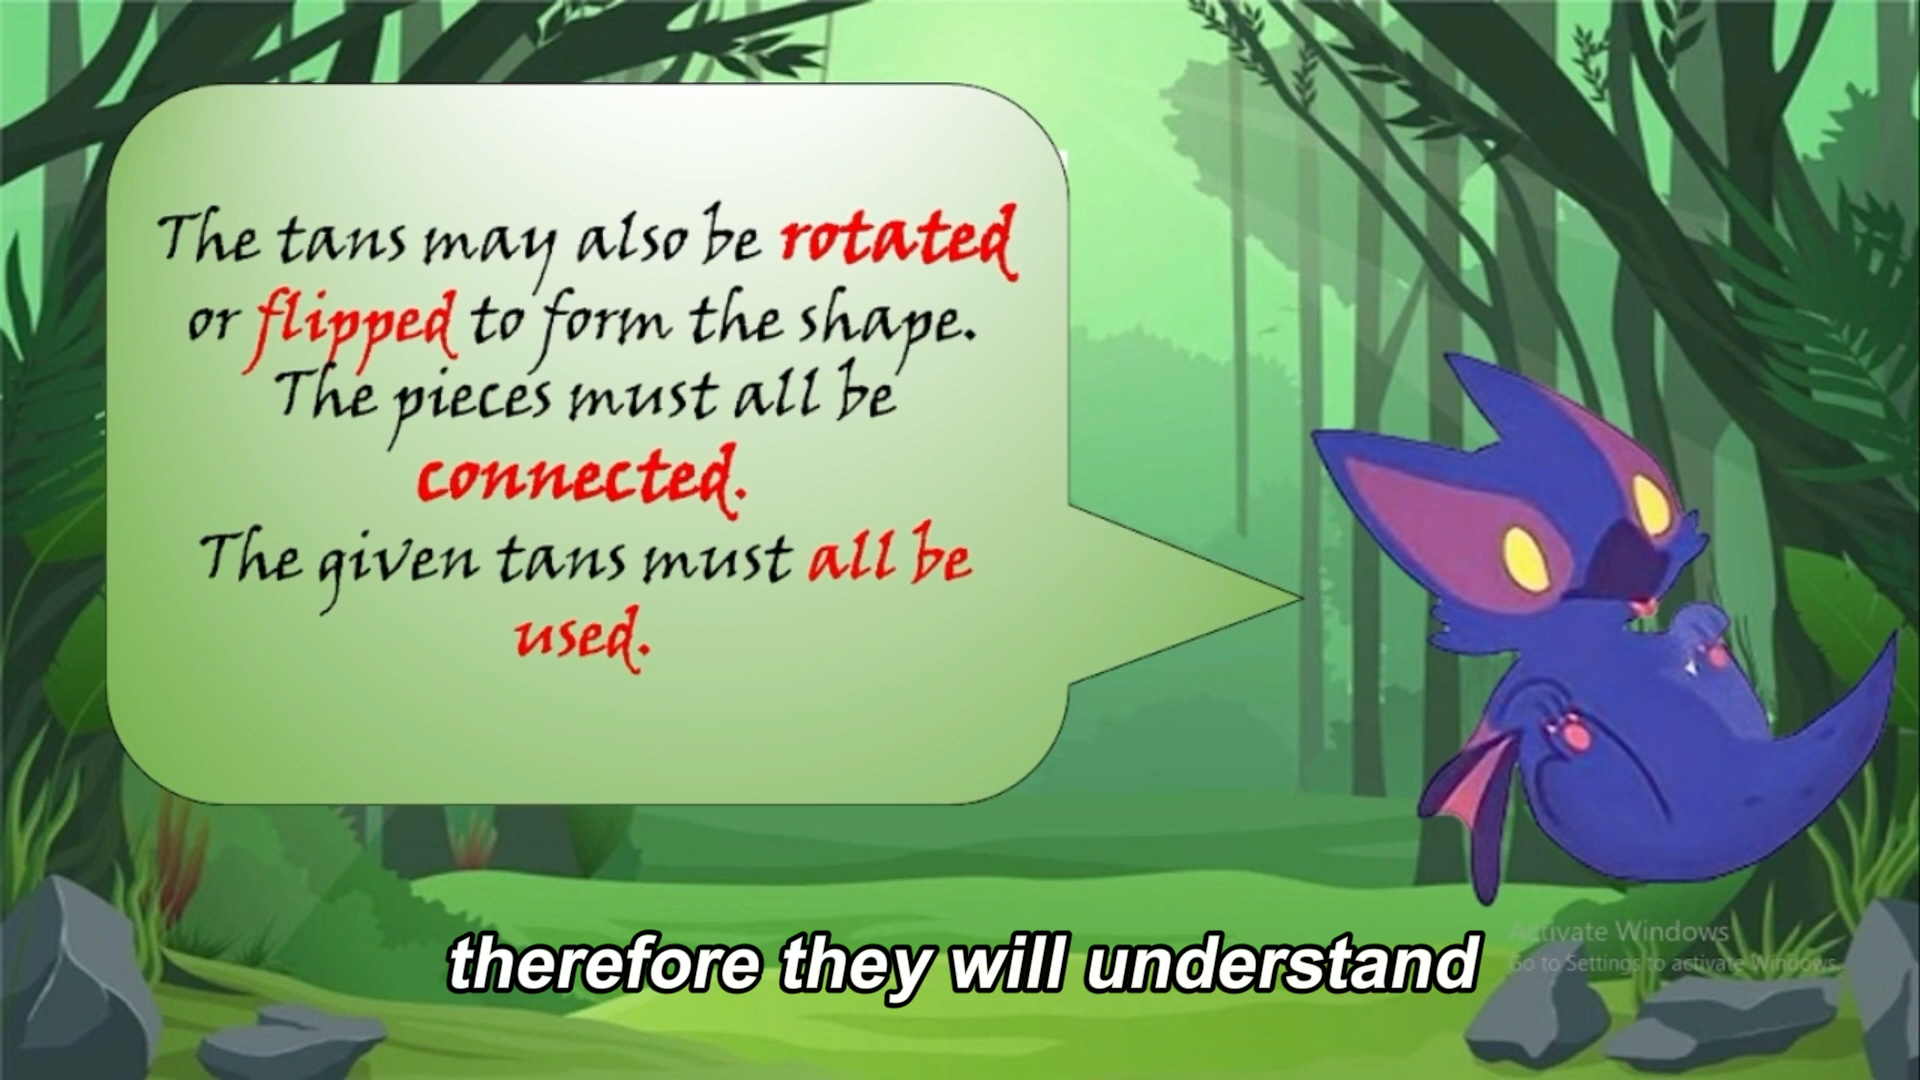 The tans may also be rotated
or flipped to form the shape.
The pieces must all be
connected.
The given tans must all be
used.
therefore they will understand
Activate Windows
Go to Settings to activate Windows.